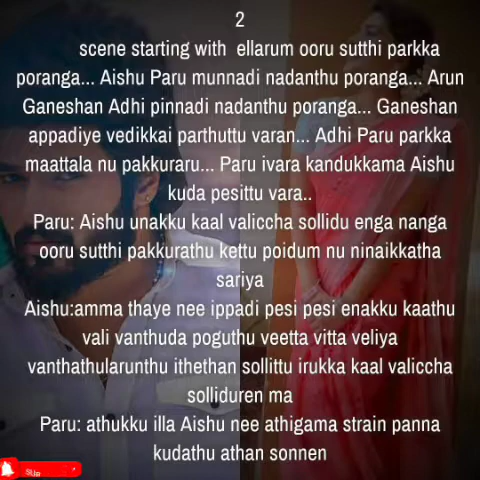 2
scene starting with ellarum ooru sutthi parkka
poranga... Aishu Paru munnadi nadanthu poranga... Arun
Ganeshan Adhi pinnadi nadanthu poranga... Ganeshan
appadiye vedikkai parthuttu varan... Adhi Paru parkka
maattala nu pakkuraru... Paru ivara kandukkama Aishu
kuda pesittu vara..
Paru: Aishu unakku kaal valiccha sollidu enga nanga
ooru sutthi pakkurathu kettu poidum nu ninaikkatha
sariya
Aishu:amma thaye nee ippadi pesi pesi enakku kaathu
vali vanthuda poguthu veetta vitta veliya
vanthathularunthu ithethan sollittu irukka kaal valiccha
solliduren ma
Paru: athukku illa Aishu nee athigama strain panna
kudathu athan sonnen
SUB